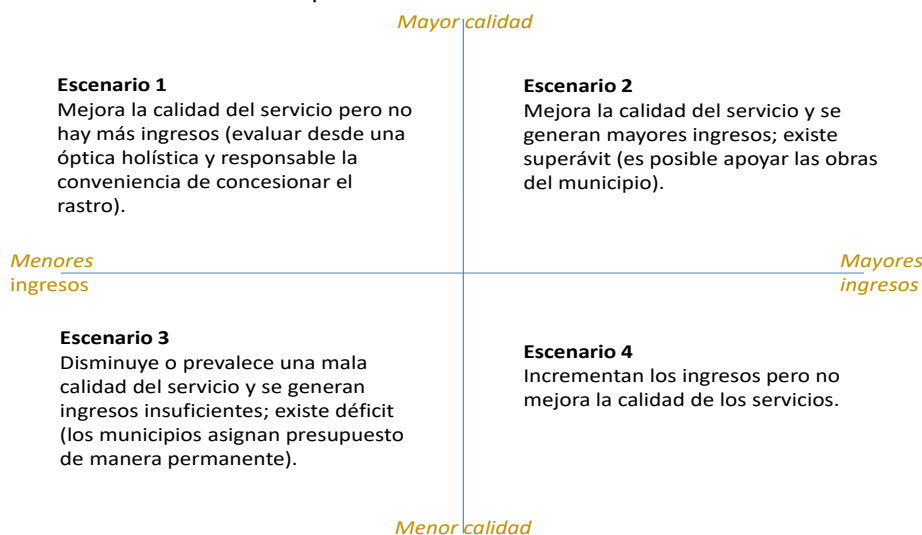 Mayor calidad
Escenario 1
Mejora la calidad del servicio pero no
hay más ingresos (evaluar desde una
óptica holística y responsable la
conveniencia de concesionar el
rastro).
Escenario 2
Mejora la calidad del servicio y se
generan mayores ingresos; existe
superávit (es posible apoyar las obras
del municipio).
Menores
ingresos
Mayores
ingresos
Escenario 3
Disminuye o prevalece una mala
calidad del servicio y se generan
ingresos insuficientes; existe déficit
(los municipios asignan presupuesto
de manera permanente).
Escenario 4
Incrementan los ingresos pero no
mejora la calidad de los servicios.
Menor calidad